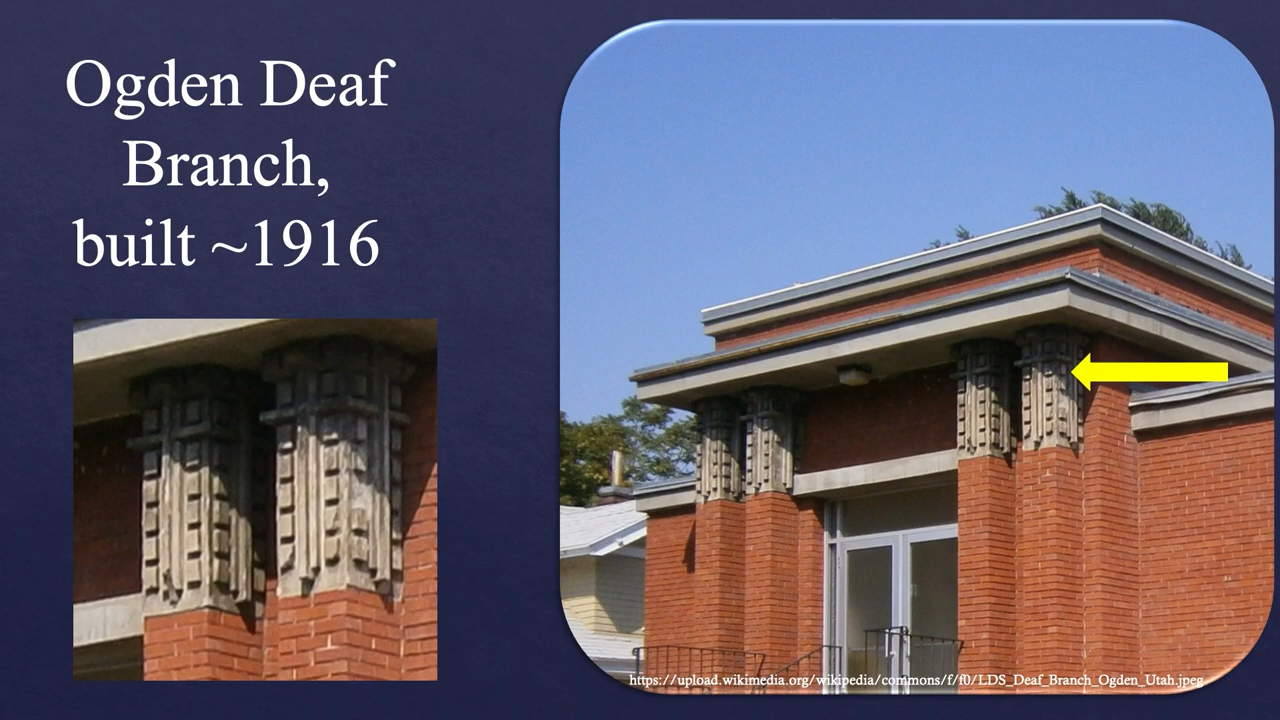 Ogden Deaf
Branch,
built ~1916
https://upload.wikimedia.org/wikipedia/commons/f/f0/LDS_Deaf_Branch_Ogden_Utah.jpeg